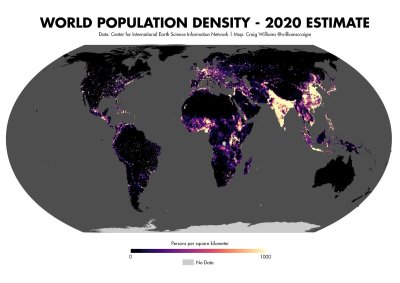 WORLD POPULATION DENSITY - 2020 ESTIMATE
Data: Center for International Earth Science Information Network | Map: Craig Williams @williamscraigm
Persons per square kilometer
0 1000
No Data